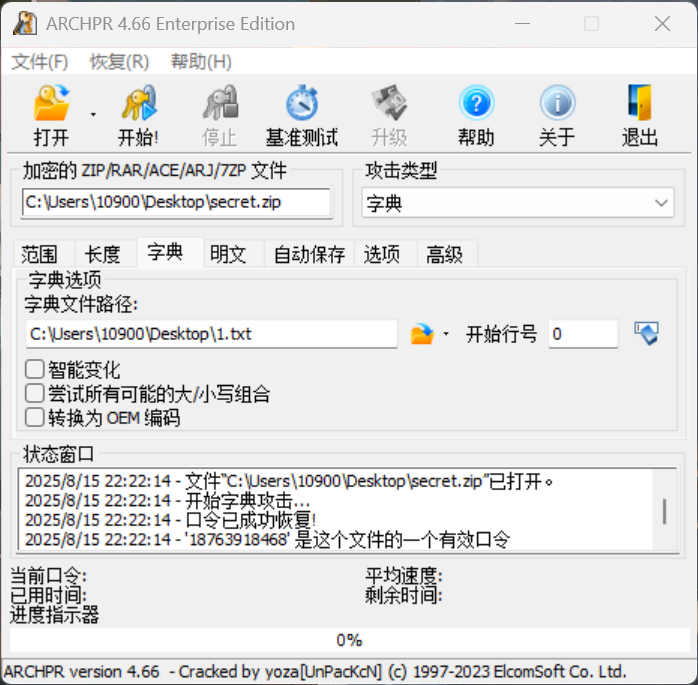 ARCHPR 4.66 Enterprise Edition
文件(F) 恢复(R) 帮助(H)
打开 开始! 停止 基准测试 升级 帮助 关于 退出
加密的 ZIP/RAR/ACE/ARJ/7ZP 文件
C:\Users\10900\Desktop\secret.zip
攻击类型
字典
范围 长度 字典 明文 自动保存 选项 高级
字典选项
字典文件路径:
C:\Users\10900\Desktop\1.txt
开始行号 0
智能变化
尝试所有可能的大/小写组合
转换为 OEM 编码
状态窗口
2025/8/15 22:22:14 - 文件"C:\Users\10900\Desktop\secret.zip"已打开。
2025/8/15 22:22:14 - 开始字典攻击...
2025/8/15 22:22:14 - 口令已成功恢复!
2025/8/15 22:22:14 - '18763918468' 是这个文件的一个有效口令
当前口令: 平均速度:
已用时间: 剩余时间:
进度指示器
0%
ARCHPR version 4.66 - Cracked by yoza[UnPacKcN] (c) 1997-2023 ElcomSoft Co. Ltd.